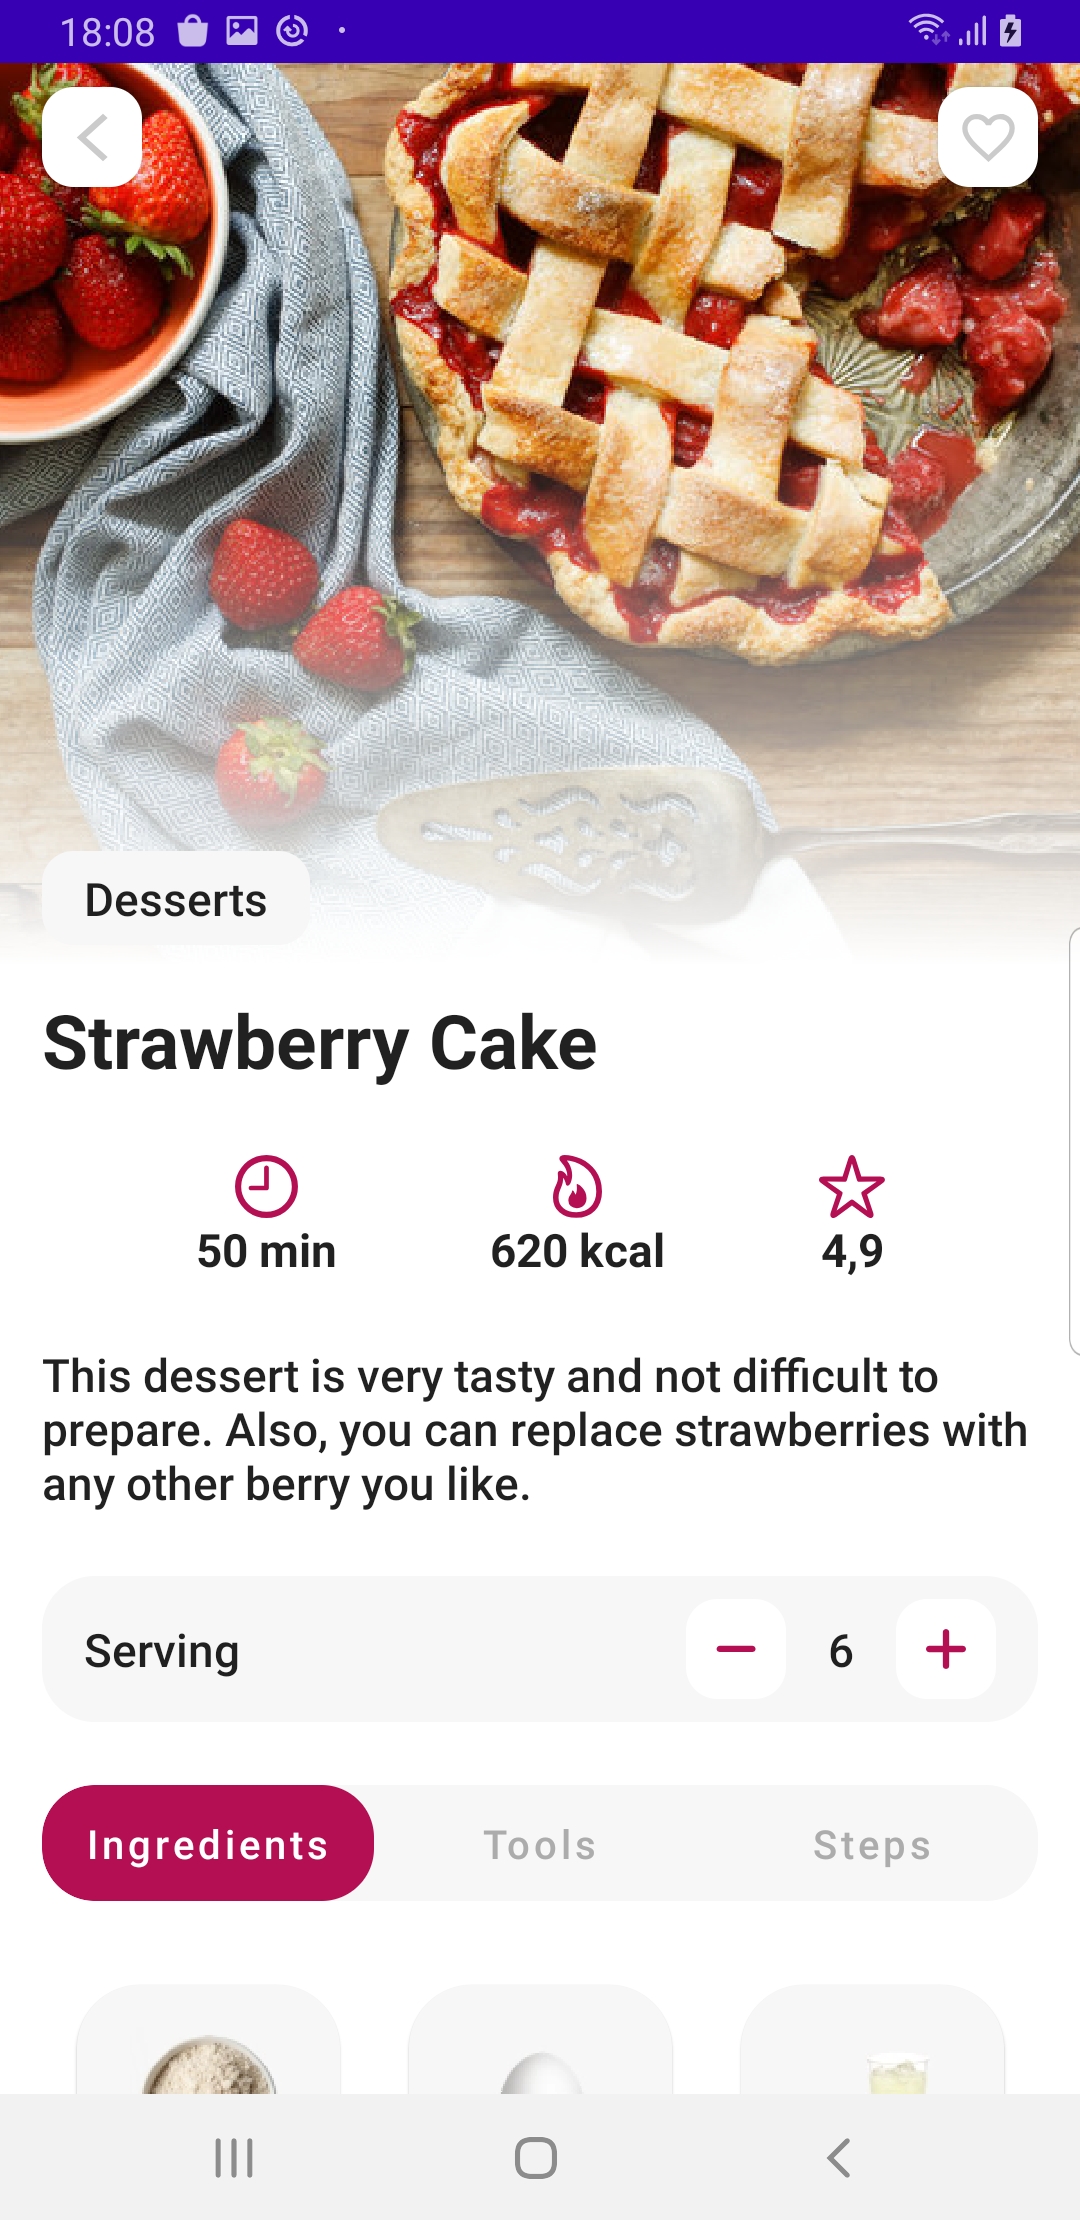 18:08
Desserts
Strawberry Cake
50 min
620 kcal
4,9
This dessert is very tasty and not difficult to
prepare. Also, you can replace strawberries with
any other berry you like.
Serving
6
Ingredients
Tools
Steps